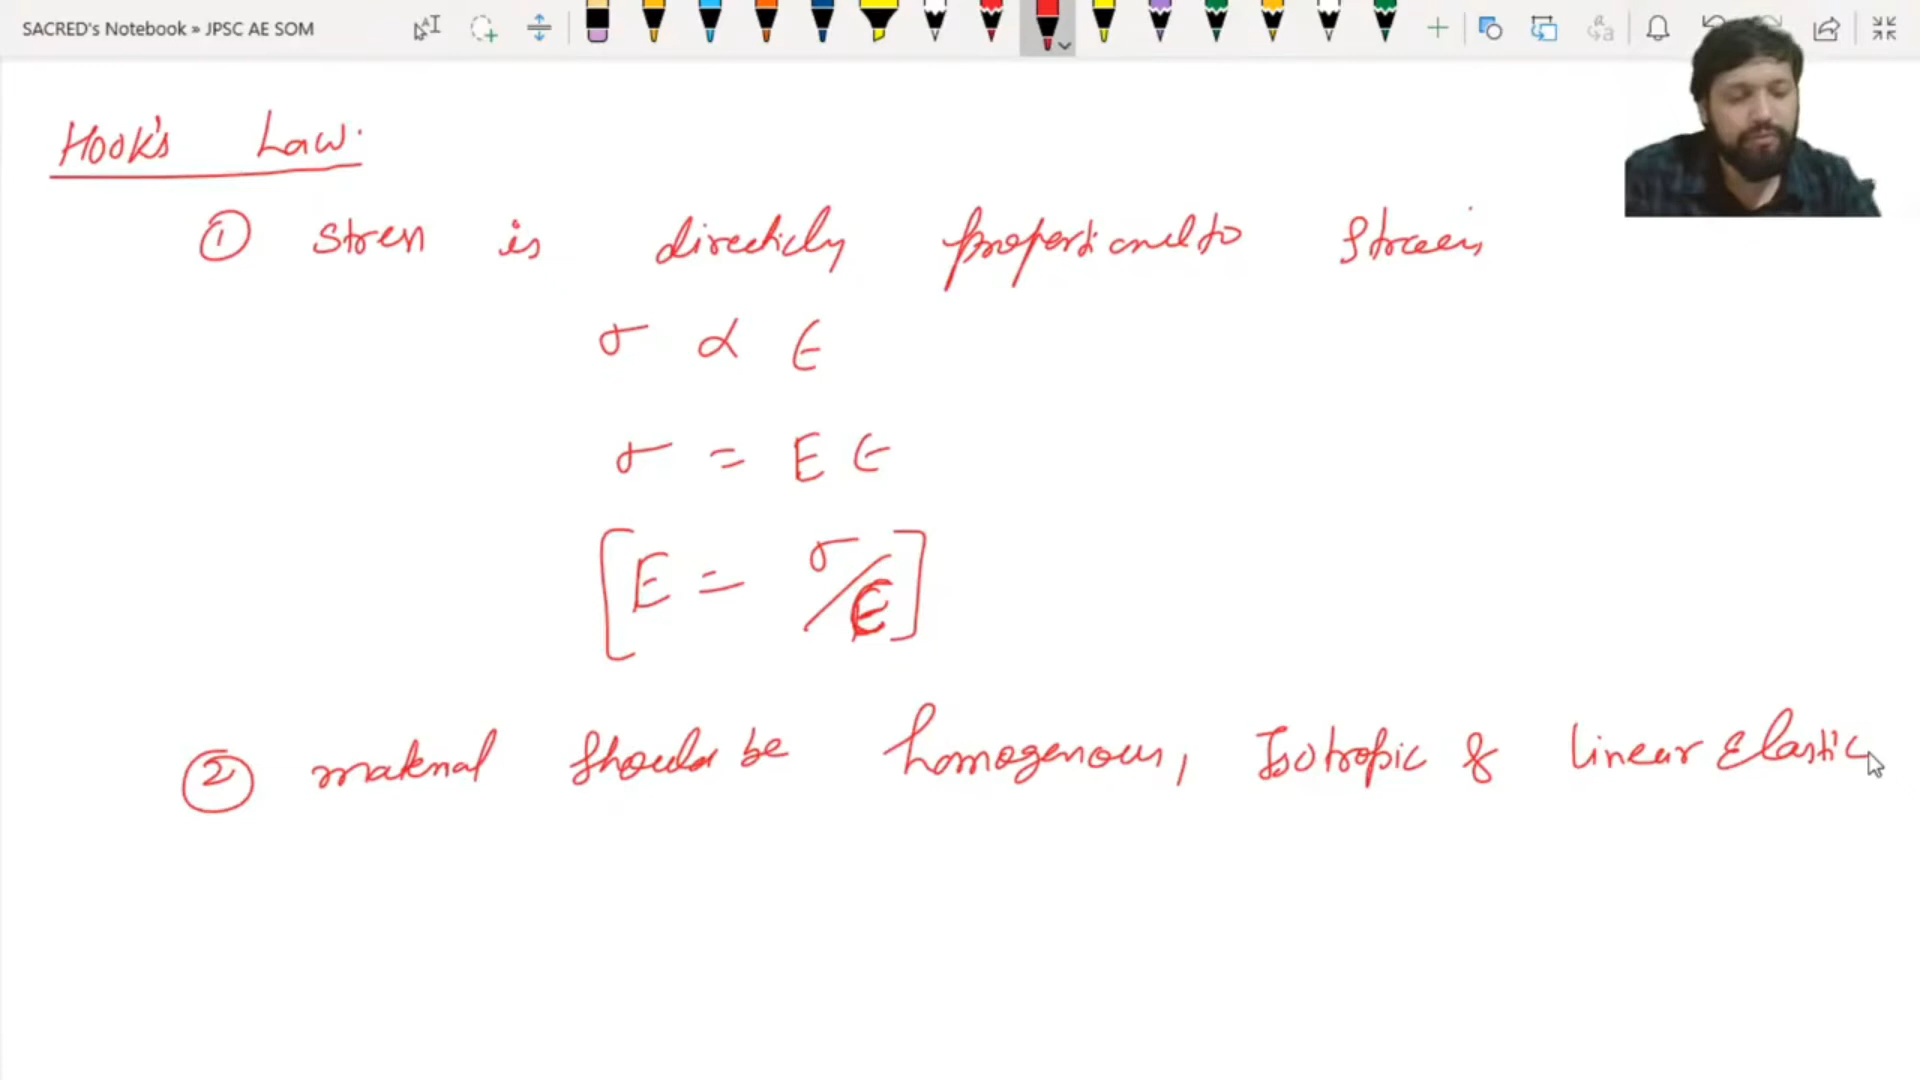 SACRED's Notebook » JPSC AE SOM
Hook's Law.
① stress is directicly proportional to strain
σ ∝ ϵ
σ = E ϵ
[E = σ/ϵ]
② material should be homogenous, Isotropic & linear Elastic